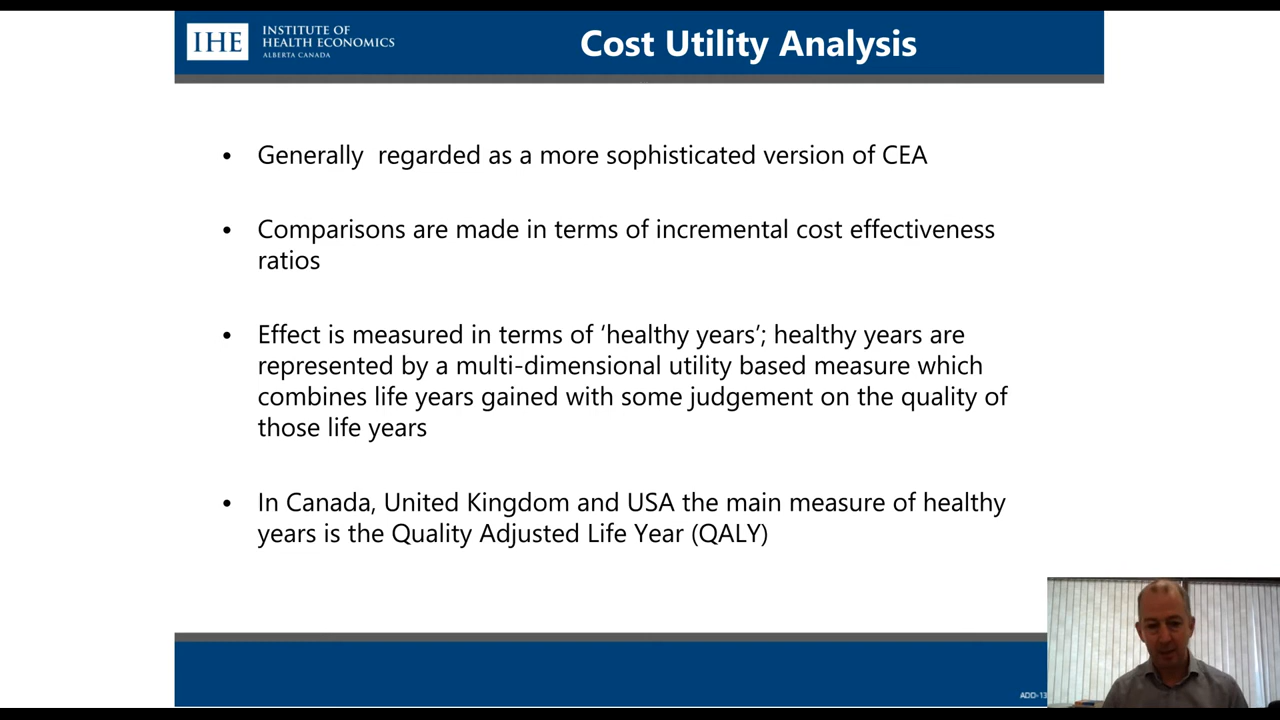 IHE
INSTITUTE OF
HEALTH ECONOMICS
ALBERTA CANADA
Cost Utility Analysis
• Generally regarded as a more sophisticated version of CEA
• Comparisons are made in terms of incremental cost effectiveness
ratios
• Effect is measured in terms of ‘healthy years’; healthy years are
represented by a multi-dimensional utility based measure which
combines life years gained with some judgement on the quality of
those life years
• In Canada, United Kingdom and USA the main measure of healthy
years is the Quality Adjusted Life Year (QALY)
ADD-13